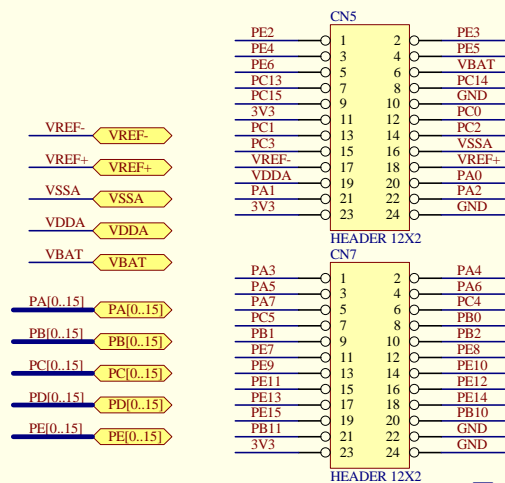 CN5
PE2 1 2 PE3
PE4 3 4 PE5
PE6 5 6 VBAT
PC13 7 8 PC14
PC15 9 10 GND
3V3 11 12 PC0
PC1 13 14 PC2
PC3 15 16 VSSA
VREF- 17 18 VREF+
VDDA 19 20 PA0
PA1 21 22 PA2
3V3 23 24 GND
HEADER 12X2
VREF- VREF-
VREF+ VREF+
VSSA VSSA
VDDA VDDA
VBAT VBAT
PA[0..15] PA[0..15]
PB[0..15] PB[0..15]
PC[0..15] PC[0..15]
PD[0..15] PD[0..15]
PE[0..15] PE[0..15]
CN7
PA3 1 2 PA4
PA5 3 4 PA6
PA7 5 6 PC4
PC5 7 8 PB0
PB1 9 10 PB2
PE7 11 12 PE8
PE9 13 14 PE10
PE11 15 16 PE12
PE13 17 18 PE14
PE15 19 20 PB10
PB11 21 22 GND
3V3 23 24 GND
HEADER 12X2